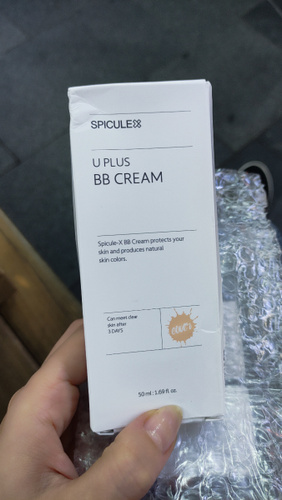 SPICULEX
U PLUS
BB CREAM
Spicule-X BB Cream protects your
skin and produces natural
skin colors.
Can meet clear
skin after
3 DAYS
50 ml : 1.69 fl. oz.